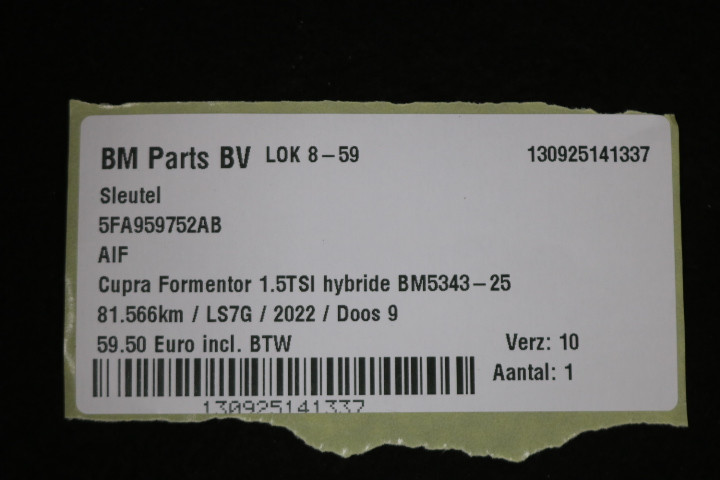 BM Parts BV LOK 8-59 130925141337
Sleutel
5FA959752AB
AIF
Cupra Formentor 1.5TSI hybride BM5343-25
81.566km / LS7G / 2022 / Doos 9
59.50 Euro incl. BTW Verz: 10
Aantal: 1
130925141337